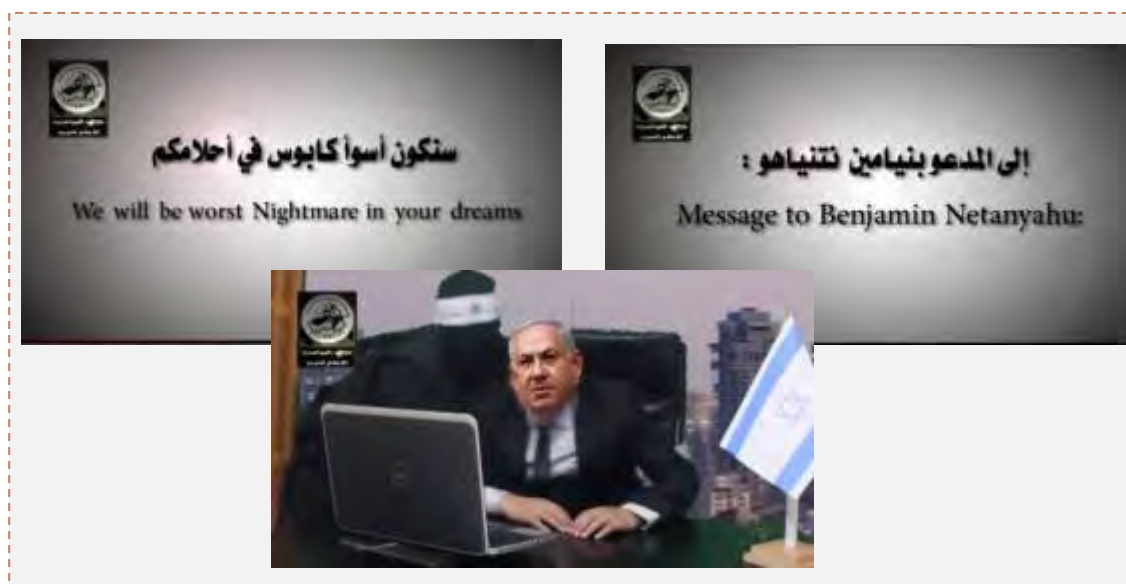 ستكون أسوأ كابوس في أحلامكم
We will be worst Nightmare in your dreams
إلى المدعو بنيامين نتنياهو :
Message to Benjamin Netanyahu: